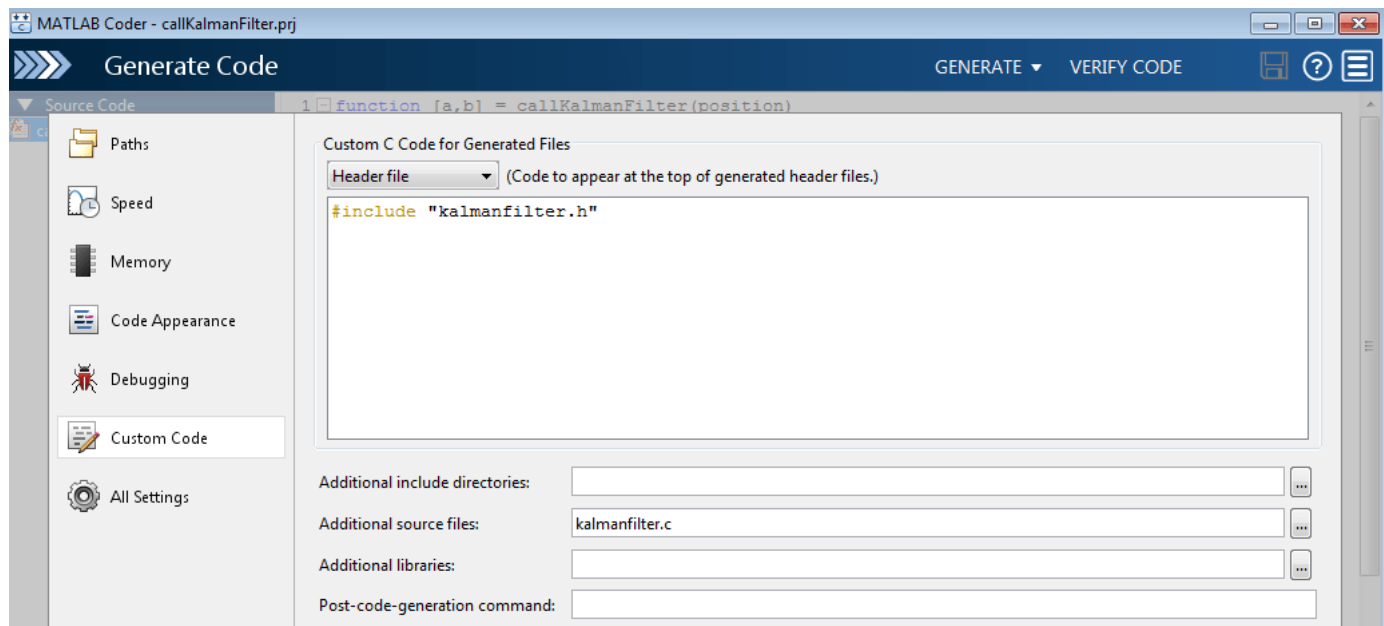 MATLAB Coder - callKalmanFilter.prj
Generate Code
GENERATE
VERIFY CODE
Source Code
1 function [a,b] = callKalmanFilter(position)
Paths
Speed
Memory
Code Appearance
Debugging
Custom Code
All Settings
Custom C Code for Generated Files
Header file (Code to appear at the top of generated header files.)
#include "kalmanfilter.h"
Additional include directories: ...
Additional source files: kalmanfilter.c ...
Additional libraries: ...
Post-code-generation command: